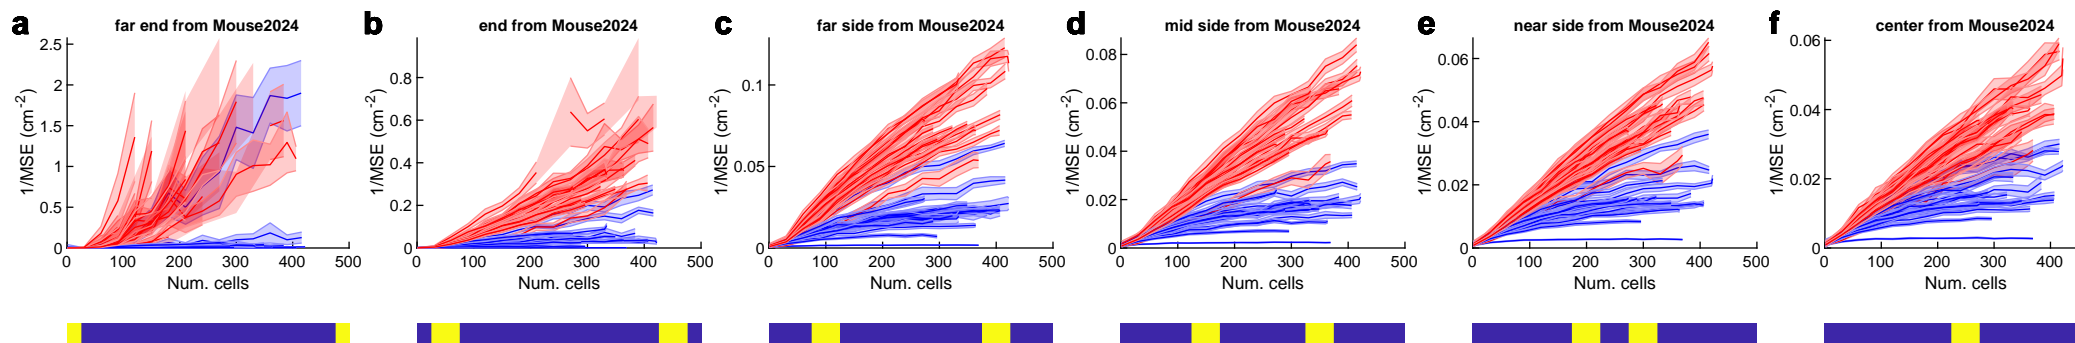 a far end from Mouse2024
2.5
2
1.5
1
0.5
0
1/MSE (cm⁻²)
0 100 200 300 400 500
Num. cells
b end from Mouse2024
0.8
0.6
0.4
0.2
0
1/MSE (cm⁻²)
0 100 200 300 400 500
Num. cells
c far side from Mouse2024
0.1
0.05
0
1/MSE (cm⁻²)
0 100 200 300 400 500
Num. cells
d mid side from Mouse2024
0.08
0.06
0.04
0.02
0
1/MSE (cm⁻²)
0 100 200 300 400 500
Num. cells
e near side from Mouse2024
0.06
0.04
0.02
0
1/MSE (cm⁻²)
0 100 200 300 400 500
Num. cells
f center from Mouse2024
0.06
0.04
0.02
0
1/MSE (cm⁻²)
0 100 200 300 400
Num. cells